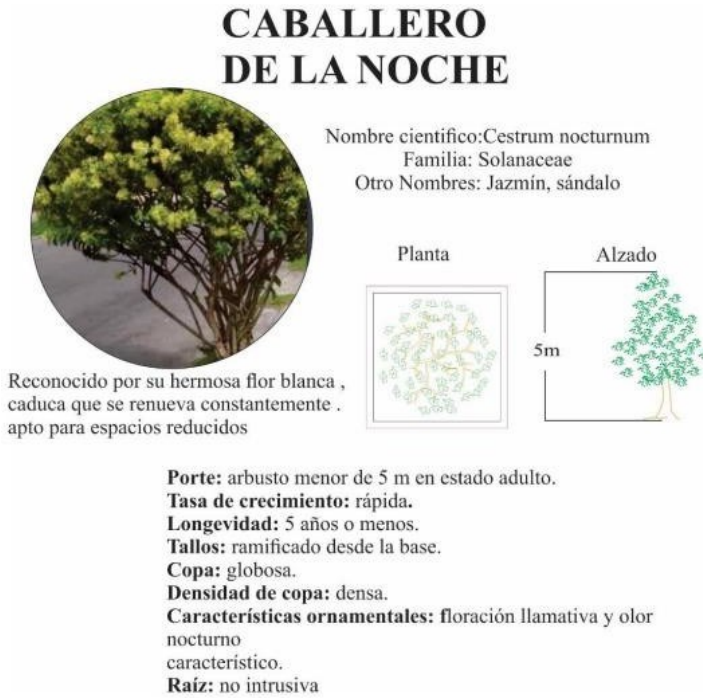 CABALLERO
DE LA NOCHE
Nombre cientifico:Cestrum nocturnum
Familia: Solanaceae
Otro Nombres: Jazmín, sándalo
Planta
Alzado
5m
Reconocido por su hermosa flor blanca ,
caduca que se renueva constantemente .
apto para espacios reducidos
Porte: arbusto menor de 5 m en estado adulto.
Tasa de crecimiento: rápida.
Longevidad: 5 años o menos.
Tallos: ramificado desde la base.
Copa: globosa.
Densidad de copa: densa.
Características ornamentales: floración llamativa y olor
nocturno
característico.
Raíz: no intrusiva